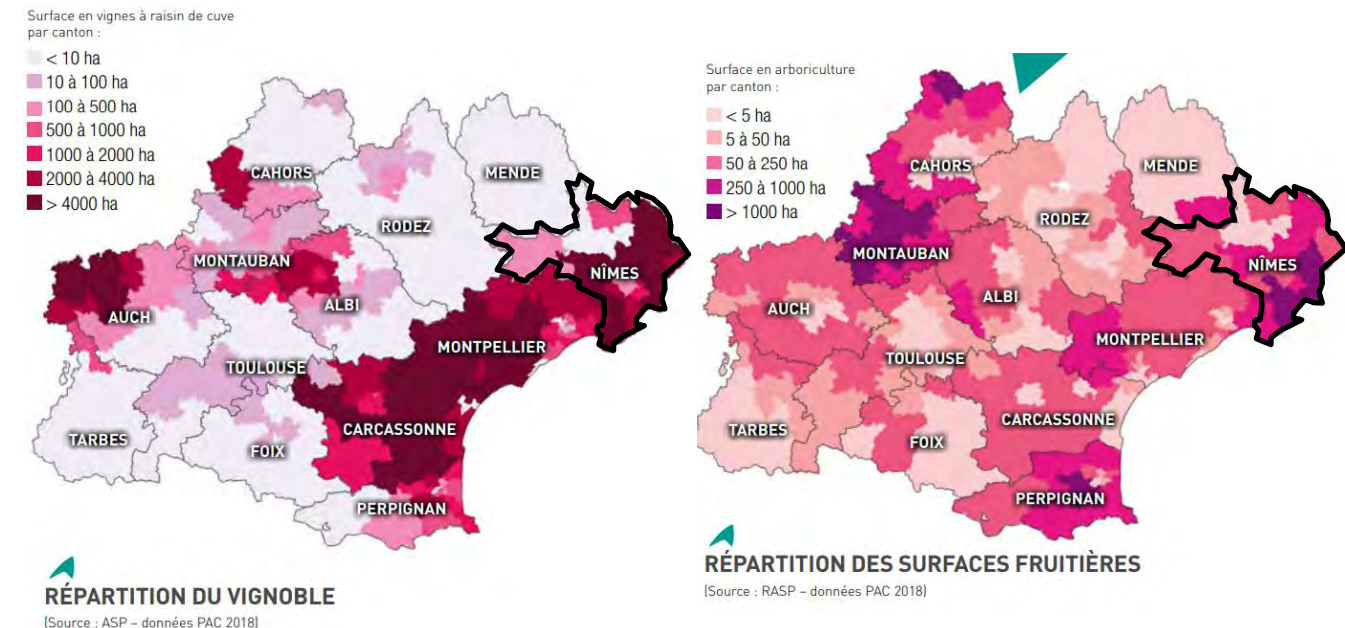 Surface en vignes à raisin de cuve
par canton :
< 10 ha
10 à 100 ha
100 à 500 ha
500 à 1000 ha
1000 à 2000 ha
2000 à 4000 ha
> 4000 ha
CAHORS
MENDE
RODEZ
MONTAUBAN
NÎMES
ALBI
AUCH
MONTPELLIER
TOULOUSE
CARCASSONNE
TARBES
FOIX
PERPIGNAN
RÉPARTITION DU VIGNOBLE
(Source : ASP – données PAC 2018)
Surface en arboriculture
par canton :
< 5 ha
5 à 50 ha
50 à 250 ha
250 à 1000 ha
> 1000 ha
CAHORS
MENDE
RODEZ
MONTAUBAN
NÎMES
ALBI
AUCH
MONTPELLIER
TOULOUSE
CARCASSONNE
TARBES
FOIX
PERPIGNAN
RÉPARTITION DES SURFACES FRUITIÈRES
(Source : RASP – données PAC 2018)